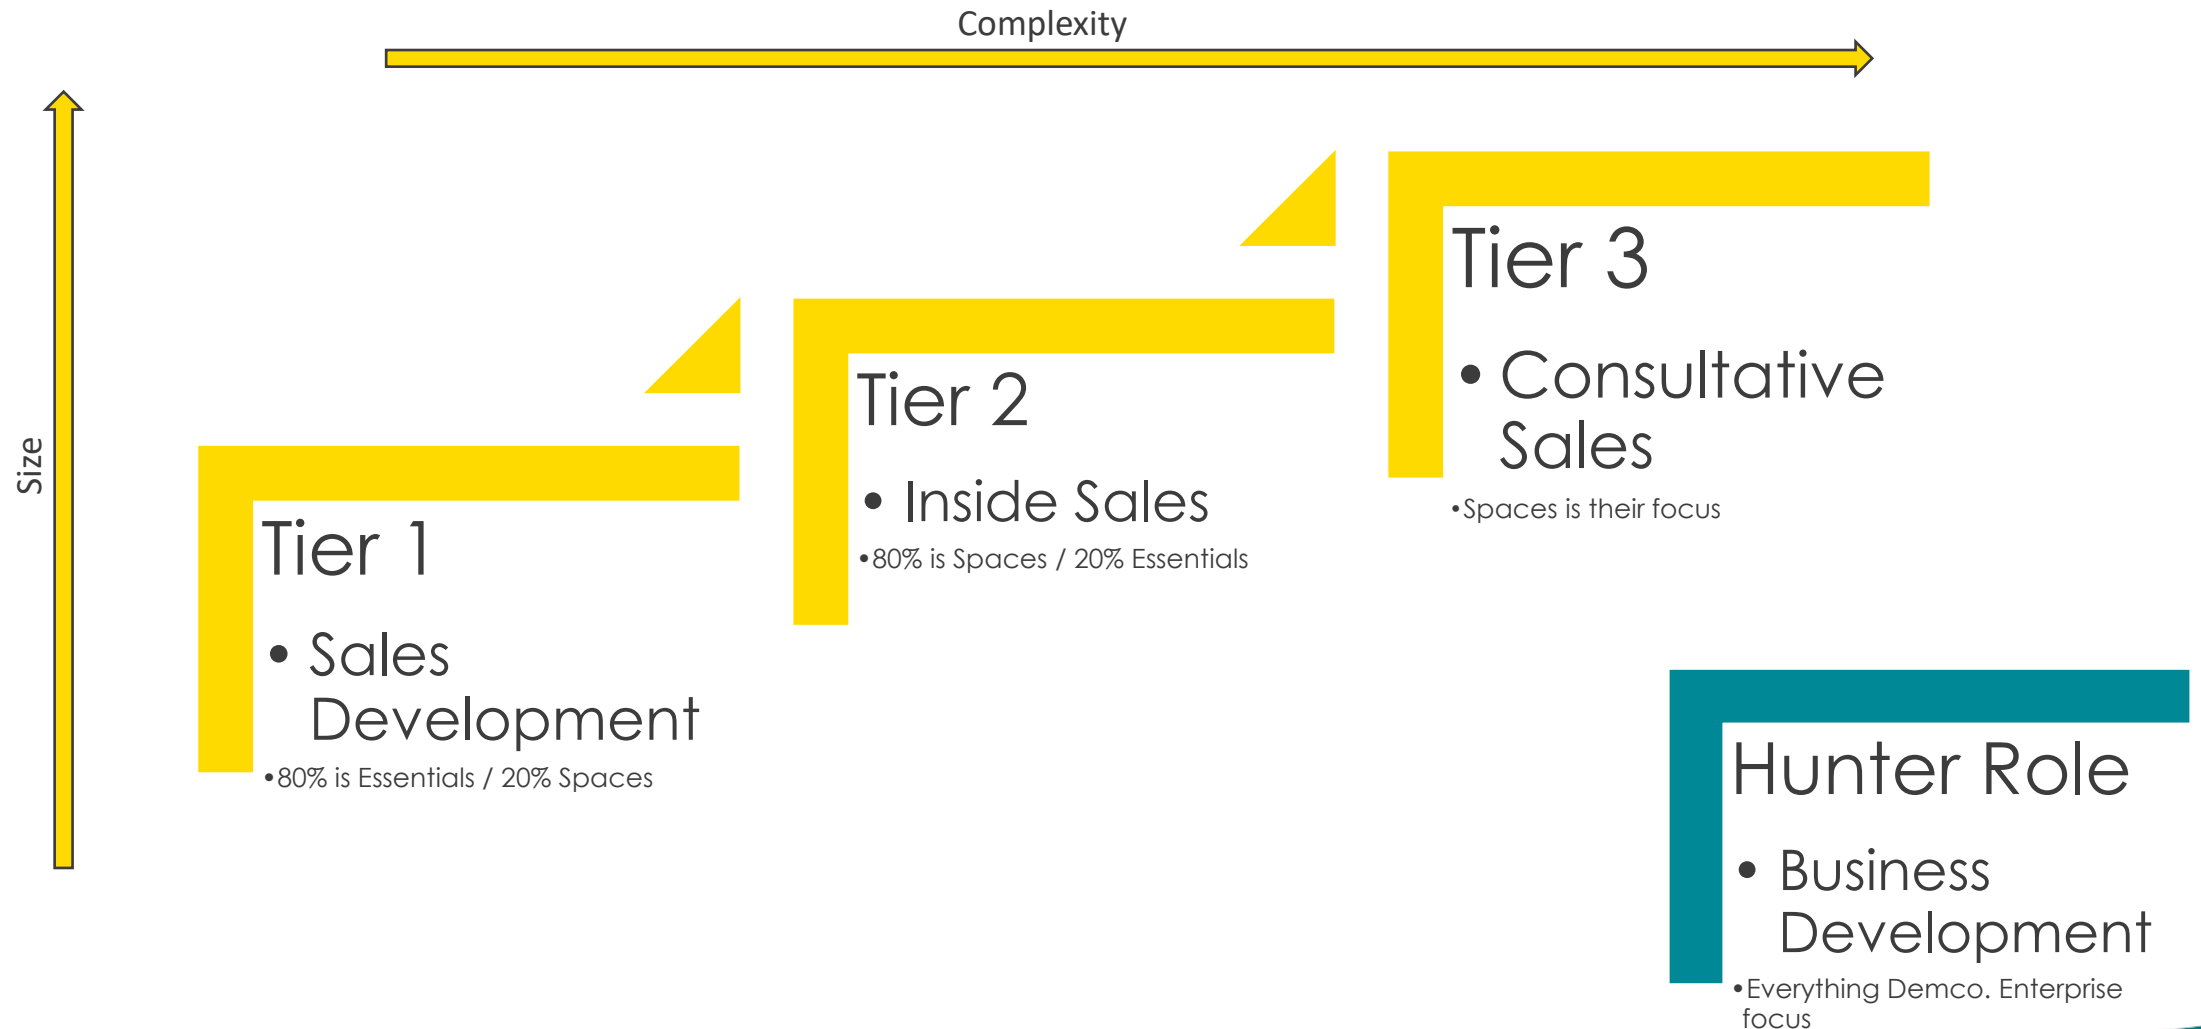 Complexity
Size
Tier 1
• Sales
Development
•80% is Essentials / 20% Spaces
Tier 2
• Inside Sales
•80% is Spaces / 20% Essentials
Tier 3
• Consultative
Sales
•Spaces is their focus
Hunter Role
• Business
Development
•Everything Demco. Enterprise
focus